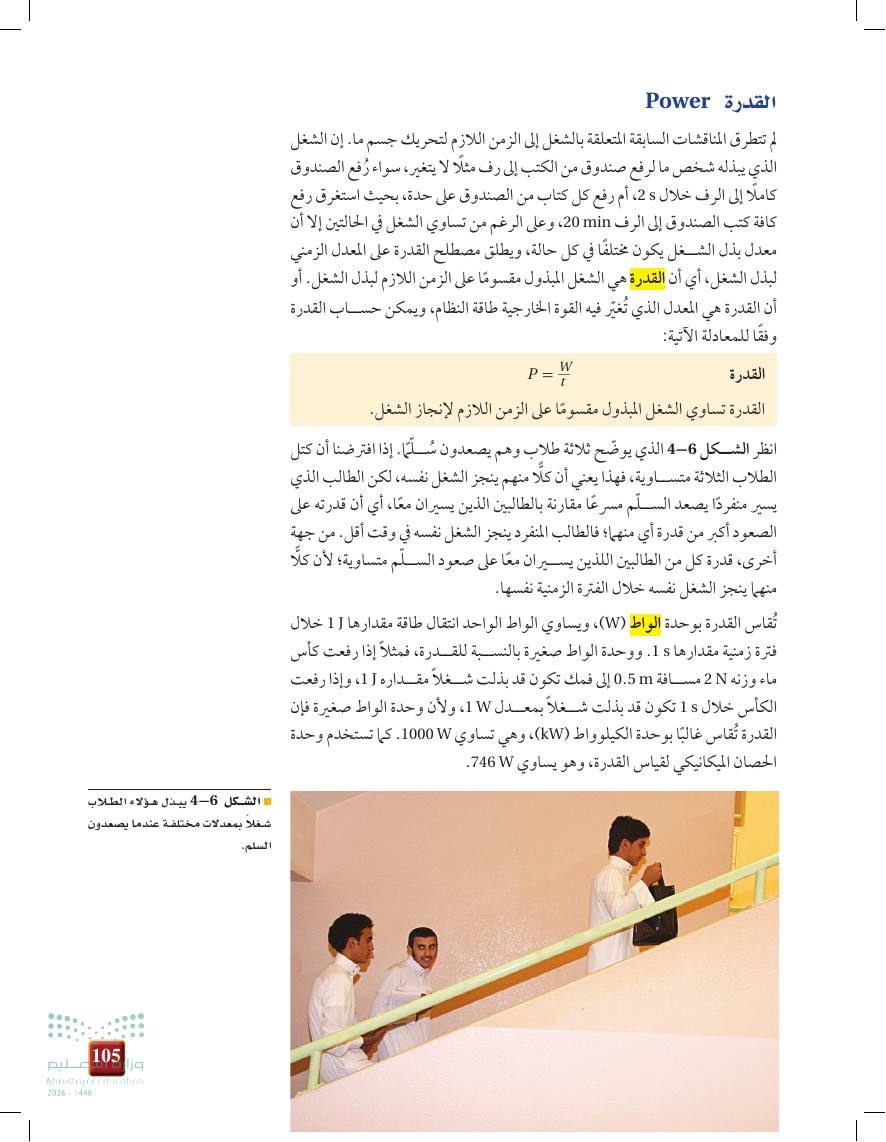 القدرة Power
لم تتطرق المناقشات السابقة المتعلقة بالشغل إلى الزمن اللازم لتحريك جسم ما. إن الشغل
الذي يبذله شخص ما لرفع صندوق من الكتب إلى رف مثلًا لا يتغير، سواء رُفع الصندوق
كاملًا إلى الرف خلال 2 s، أم رفع كل كتاب من الصندوق على حدة، بحيث استغرق رفع
كافة كتب الصندوق إلى الرف 20 min، وعلى الرغم من تساوي الشغل في الحالتين إلا أن
معدل بذل الشغل يكون مختلفًا في كل حالة، ويطلق مصطلح القدرة على المعدل الزمني
لبذل الشغل، أي أن القدرة هي الشغل المبذول مقسومًا على الزمن اللازم لبذل الشغل. أو
أن القدرة هي المعدل الذي تُغيّر فيه القوة الخارجية طاقة النظام، ويمكن حساب القدرة
وفقًا للمعادلة الآتية:
القدرة P = W/t
القدرة تساوي الشغل المبذول مقسومًا على الزمن اللازم لإنجاز الشغل.
انظر الشكل 6–4 الذي يوضّح ثلاثة طلاب وهم يصعدون سُلّمًا. إذا افترضنا أن كتل
الطلاب الثلاثة متساوية، فهذا يعني أن كلًّا منهم ينجز الشغل نفسه، لكن الطالب الذي
يسير منفردًا يصعد السلّم مسرعًا مقارنة بالطالبين الذين يسيران معًا، أي أن قدرته على
الصعود أكبر من قدرة أي منهما؛ فالطالب المنفرد ينجز الشغل نفسه في وقت أقل. من جهة
أخرى، قدرة كل من الطالبين اللذين يسيران معًا على صعود السلّم متساوية؛ لأن كلًّا
منهما ينجز الشغل نفسه خلال الفترة الزمنية نفسها.
تُقاس القدرة بوحدة الواط (W)، ويساوي الواط الواحد انتقال طاقة مقدارها 1 J خلال
فترة زمنية مقدارها 1 s. ووحدة الواط صغيرة بالنسبة للقدرة، فمثلاً إذا رفعت كأس
ماء وزنه 2 N مسافة 0.5 m إلى فمك تكون قد بذلت شغلاً مقداره 1 J، وإذا رفعت
الكأس خلال 1 s تكون قد بذلت شغلاً بمعدل 1 W، ولأن وحدة الواط صغيرة فإن
القدرة تُقاس غالبًا بوحدة الكيلوواط (kW)، وهي تساوي 1000 W. كما تستخدم وحدة
الحصان الميكانيكي لقياس القدرة، وهو يساوي 746 W.
الشكل 6–4 يبذل هؤلاء الطلاب
شغلاً بمعدلات مختلفة عندما يصعدون
السلم.
105
وزارة التعليم
Ministry of Education
2026 - 1448